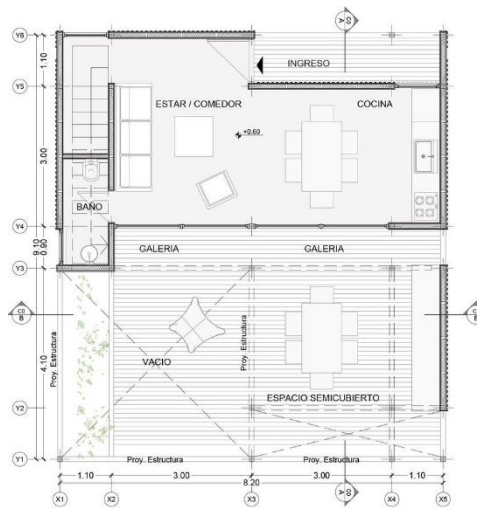 A
CO
Y6
INGRESO
1.10
Y5
ESTAR / COMEDOR
COCINA
+0.60
3.00
BAÑO
Y4
9.10
0.90
GALERIA
GALERIA
Y3
B
Proy. Estructura
Proy. Estructura
4.10
VACIO
ESPACIO SEMICUBIERTO
Y2
Y1
Proy. Estructura
Proy. Estructura
1.10
3.00
3.00
1.10
8.20
X1
X2
X3
X4
X5
A